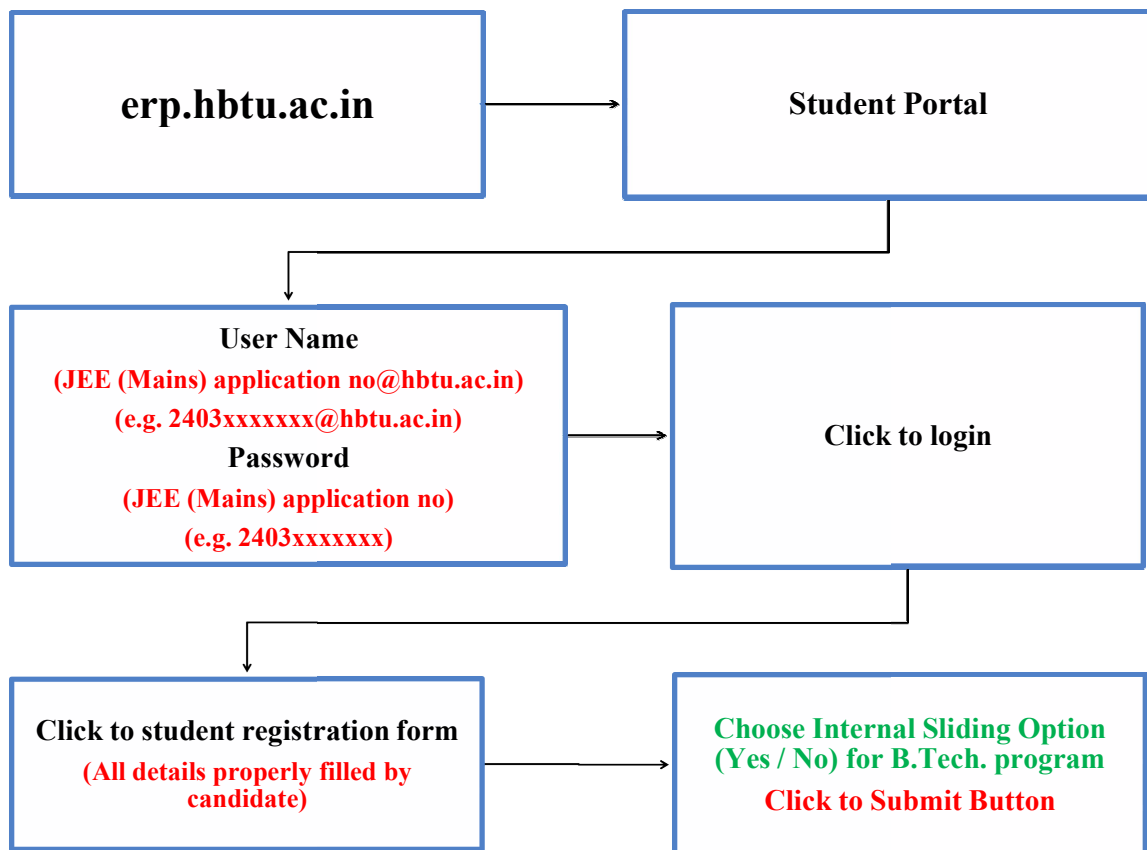 erp.hbtu.ac.in
Student Portal
User Name
(JEE (Mains) application no@hbtu.ac.in)
(e.g. 2403xxxxxxx@hbtu.ac.in)
Password
(JEE (Mains) application no)
(e.g. 2403xxxxxxx)
Click to login
Click to student registration form
(All details properly filled by
candidate)
Choose Internal Sliding Option
(Yes / No) for B.Tech. program
Click to Submit Button